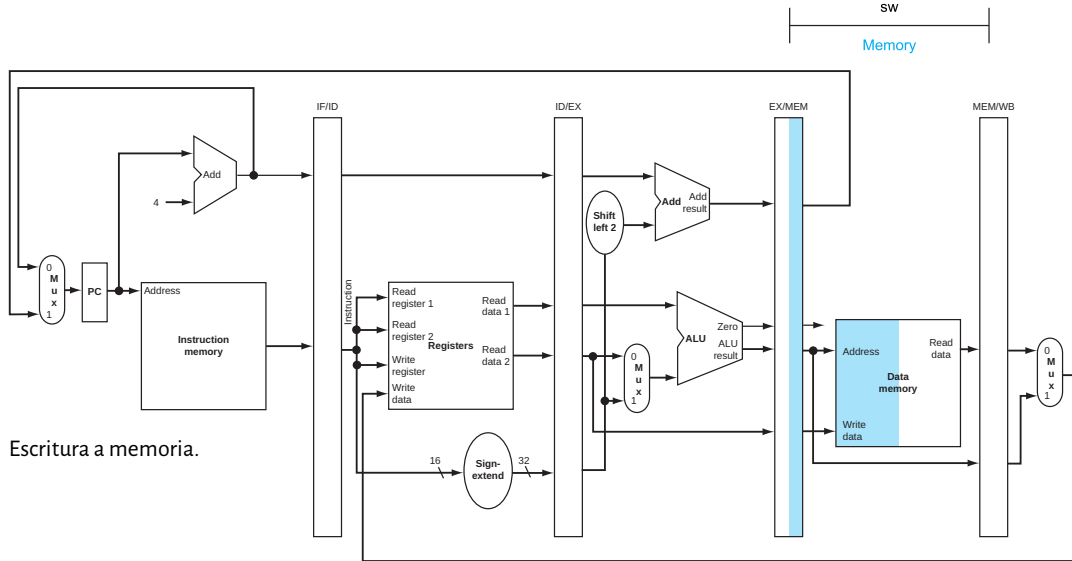 sw
Memory
IF/ID
ID/EX
EX/MEM
MEM/WB
Add
4
Add
Add
result
Shift
left 2
0
M
u
x
1
PC
Address
Instruction
memory
Instruction
Read
register 1
Read
register 2
Write
register
Write
data
Registers
Read
data 1
Read
data 2
0
M
u
x
1
ALU
Zero
ALU
result
Address
Read
data
Data
memory
Write
data
0
M
u
x
1
Escritura a memoria.
16
Sign-
extend
32